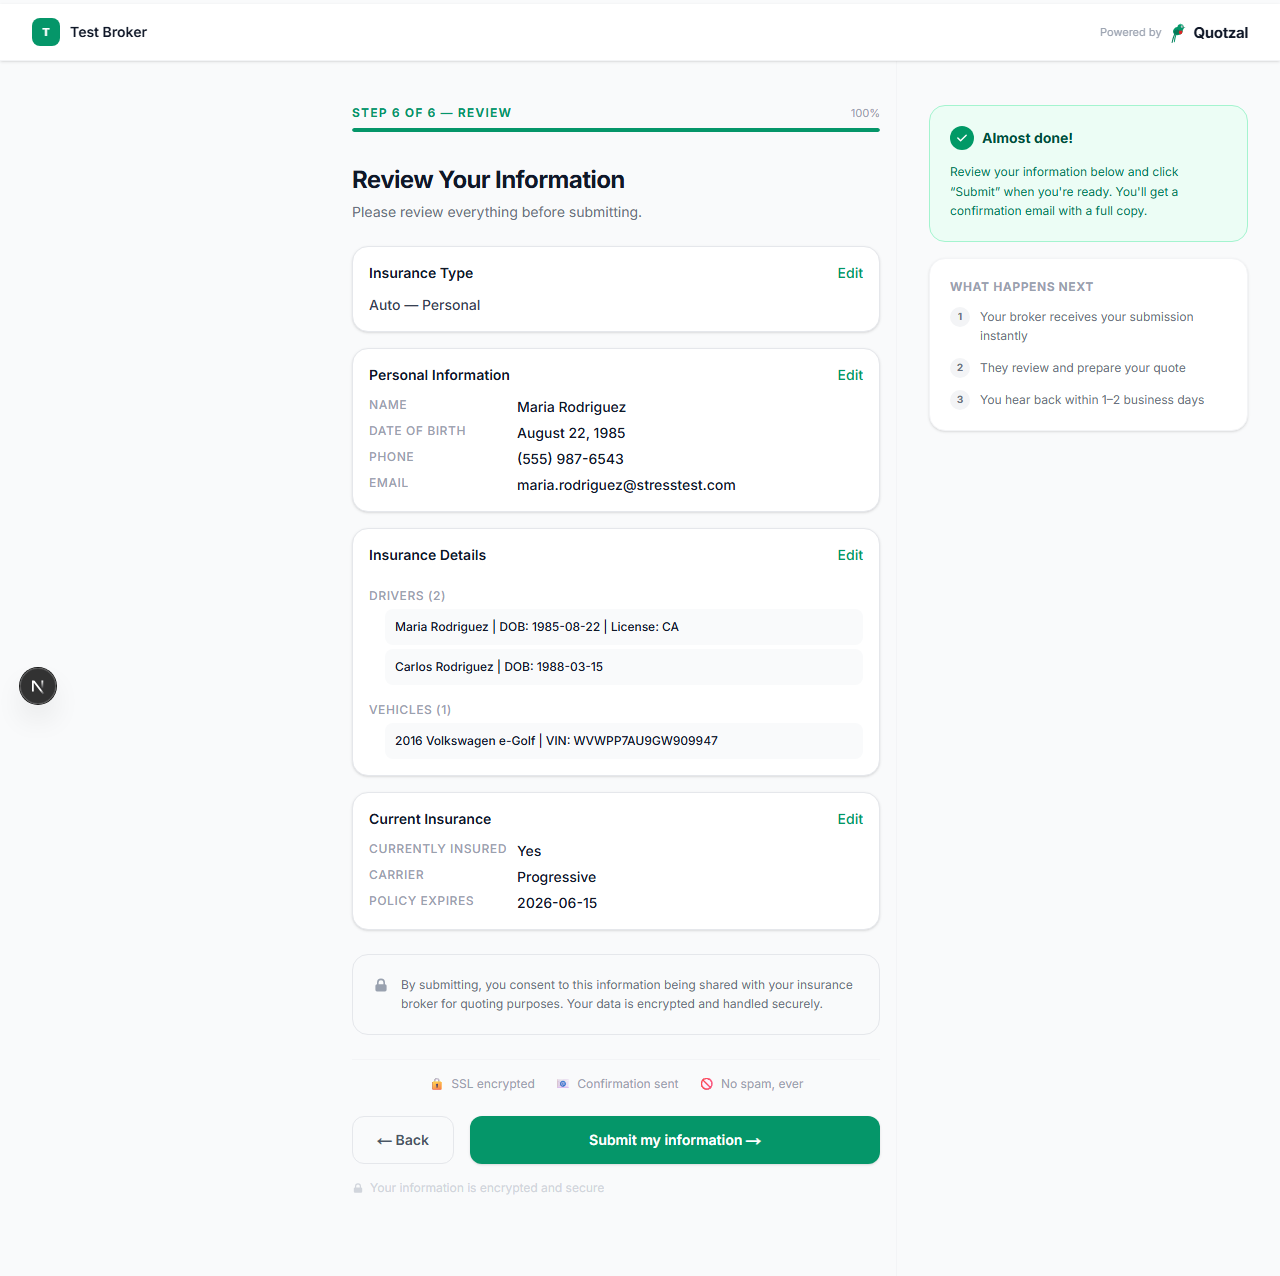 T Test Broker
Powered by Quotzal
STEP 6 OF 6 — REVIEW 100%
Review Your Information
Please review everything before submitting.
Insurance Type Edit
Auto — Personal
Personal Information Edit
NAME Maria Rodriguez
DATE OF BIRTH August 22, 1985
PHONE (555) 987-6543
EMAIL maria.rodriguez@stresstest.com
Insurance Details Edit
DRIVERS (2)
Maria Rodriguez | DOB: 1985-08-22 | License: CA
Carlos Rodriguez | DOB: 1988-03-15
VEHICLES (1)
2016 Volkswagen e-Golf | VIN: WVWPP7AU9GW909947
Current Insurance Edit
CURRENTLY INSURED Yes
CARRIER Progressive
POLICY EXPIRES 2026-06-15
By submitting, you consent to this information being shared with your insurance
broker for quoting purposes. Your data is encrypted and handled securely.
SSL encrypted Confirmation sent No spam, ever
← Back Submit my information →
Your information is encrypted and secure
Almost done!
Review your information below and click
“Submit” when you're ready. You'll get a
confirmation email with a full copy.
WHAT HAPPENS NEXT
1 Your broker receives your submission
instantly
2 They review and prepare your quote
3 You hear back within 1–2 business days
N